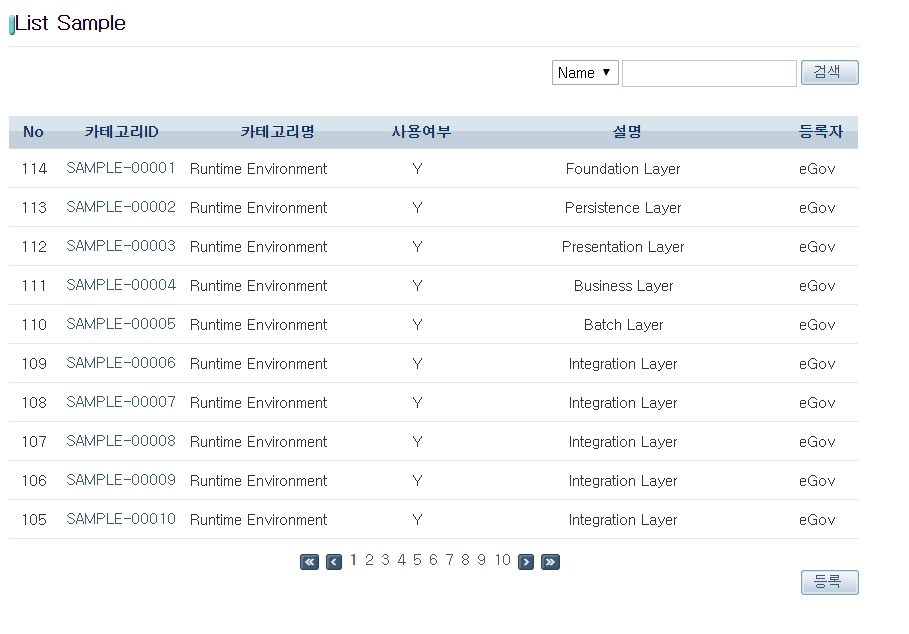 List Sample
Name ▼ 검색
No 카테고리ID 카테고리명 사용여부 설명 등록자
114 SAMPLE-00001 Runtime Environment Y Foundation Layer eGov
113 SAMPLE-00002 Runtime Environment Y Persistence Layer eGov
112 SAMPLE-00003 Runtime Environment Y Presentation Layer eGov
111 SAMPLE-00004 Runtime Environment Y Business Layer eGov
110 SAMPLE-00005 Runtime Environment Y Batch Layer eGov
109 SAMPLE-00006 Runtime Environment Y Integration Layer eGov
108 SAMPLE-00007 Runtime Environment Y Integration Layer eGov
107 SAMPLE-00008 Runtime Environment Y Integration Layer eGov
106 SAMPLE-00009 Runtime Environment Y Integration Layer eGov
105 SAMPLE-00010 Runtime Environment Y Integration Layer eGov
« ‹ 1 2 3 4 5 6 7 8 9 10 › »
등록